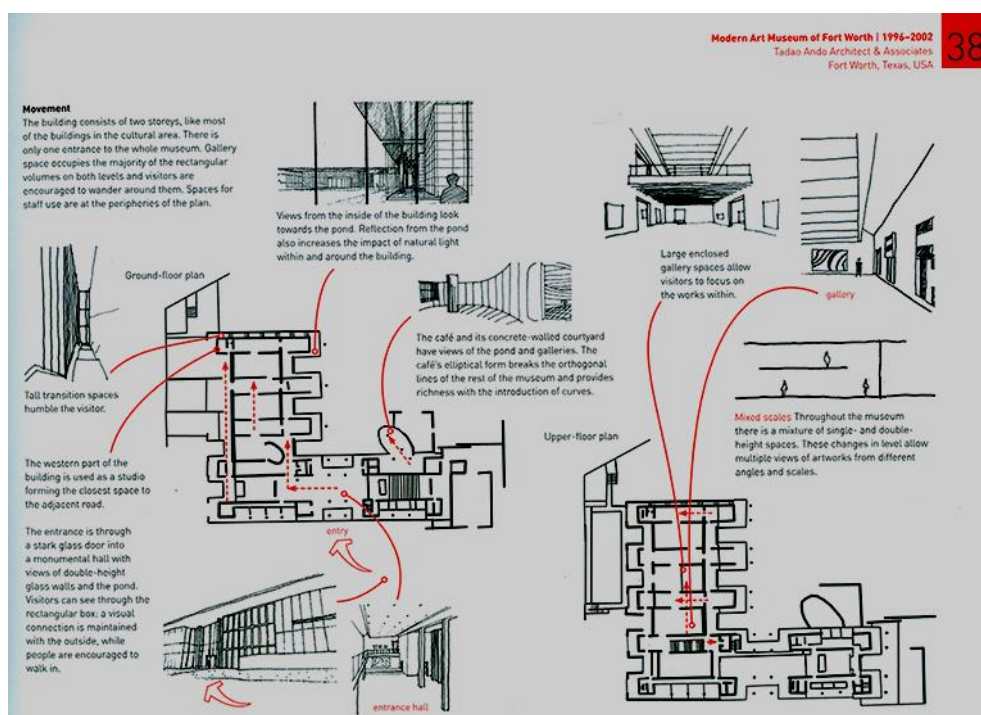 Modern Art Museum of Fort Worth | 1996–2002
Tadao Ando Architect & Associates
Fort Worth, Texas, USA
38
Movement
The building consists of two storeys, like most
of the buildings in the cultural area. There is
only one entrance to the whole museum. Gallery
space occupies the majority of the rectangular
volumes on both levels and visitors are
encouraged to wander around them. Spaces for
staff use are at the peripheries of the plan.
Views from the inside of the building look
towards the pond. Reflection from the pond
also increases the impact of natural light
within and around the building.
Large enclosed
gallery spaces allow
visitors to focus on
the works within.
gallery
Ground-floor plan
The café and its concrete-walled courtyard
have views of the pond and galleries. The
café's elliptical form breaks the orthogonal
lines of the rest of the museum and provides
richness with the introduction of curves.
Tall transition spaces
humble the visitor.
Mixed scales Throughout the museum
there is a mixture of single- and double-
height spaces. These changes in level allow
multiple views of artworks from different
angles and scales.
Upper-floor plan
The western part of the
building is used as a studio
forming the closest space to
the adjacent road.
The entrance is through
a stark glass door into
a monumental hall with
views of double-height
glass walls and the pond.
Visitors can see through the
rectangular box: a visual
connection is maintained
with the outside, while
people are encouraged to
walk in.
entry
entrance hall